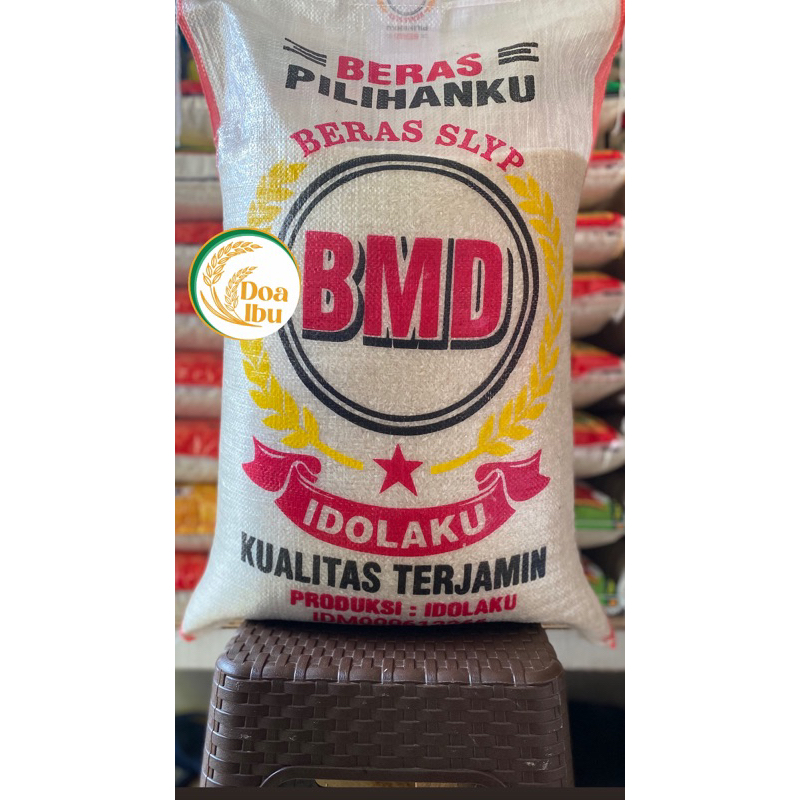 BERAS
PILIHANKU
BERAS SLYP
BMD
Doa
Ibu
IDOLAKU
KUALITAS TERJAMIN
PRODUKSI : IDOLAKU